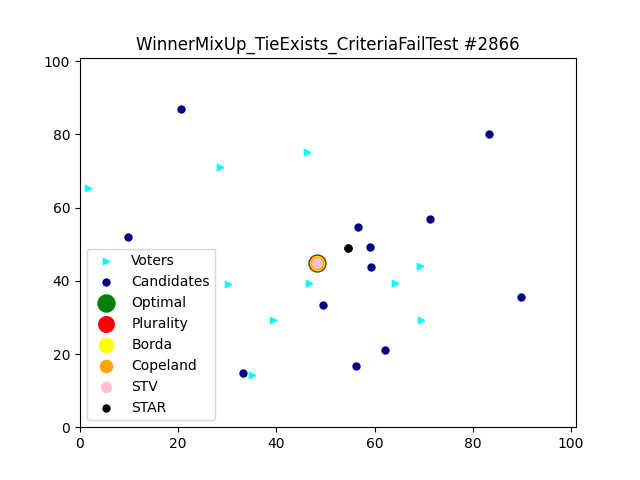 WinnerMixUp_TieExists_CriteriaFailTest #2866
100
80
60
40
20
0
Voters
Candidates
Optimal
Plurality
Borda
Copeland
STV
STAR
0 20 40 60 80 100